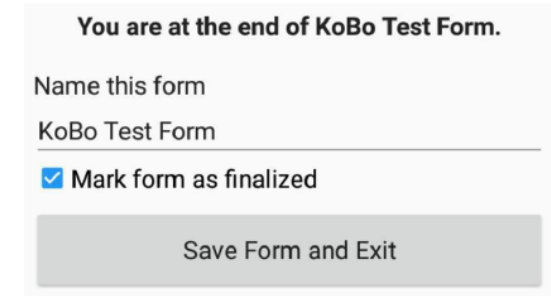 You are at the end of KoBo Test Form.
Name this form
KoBo Test Form
Mark form as finalized
Save Form and Exit